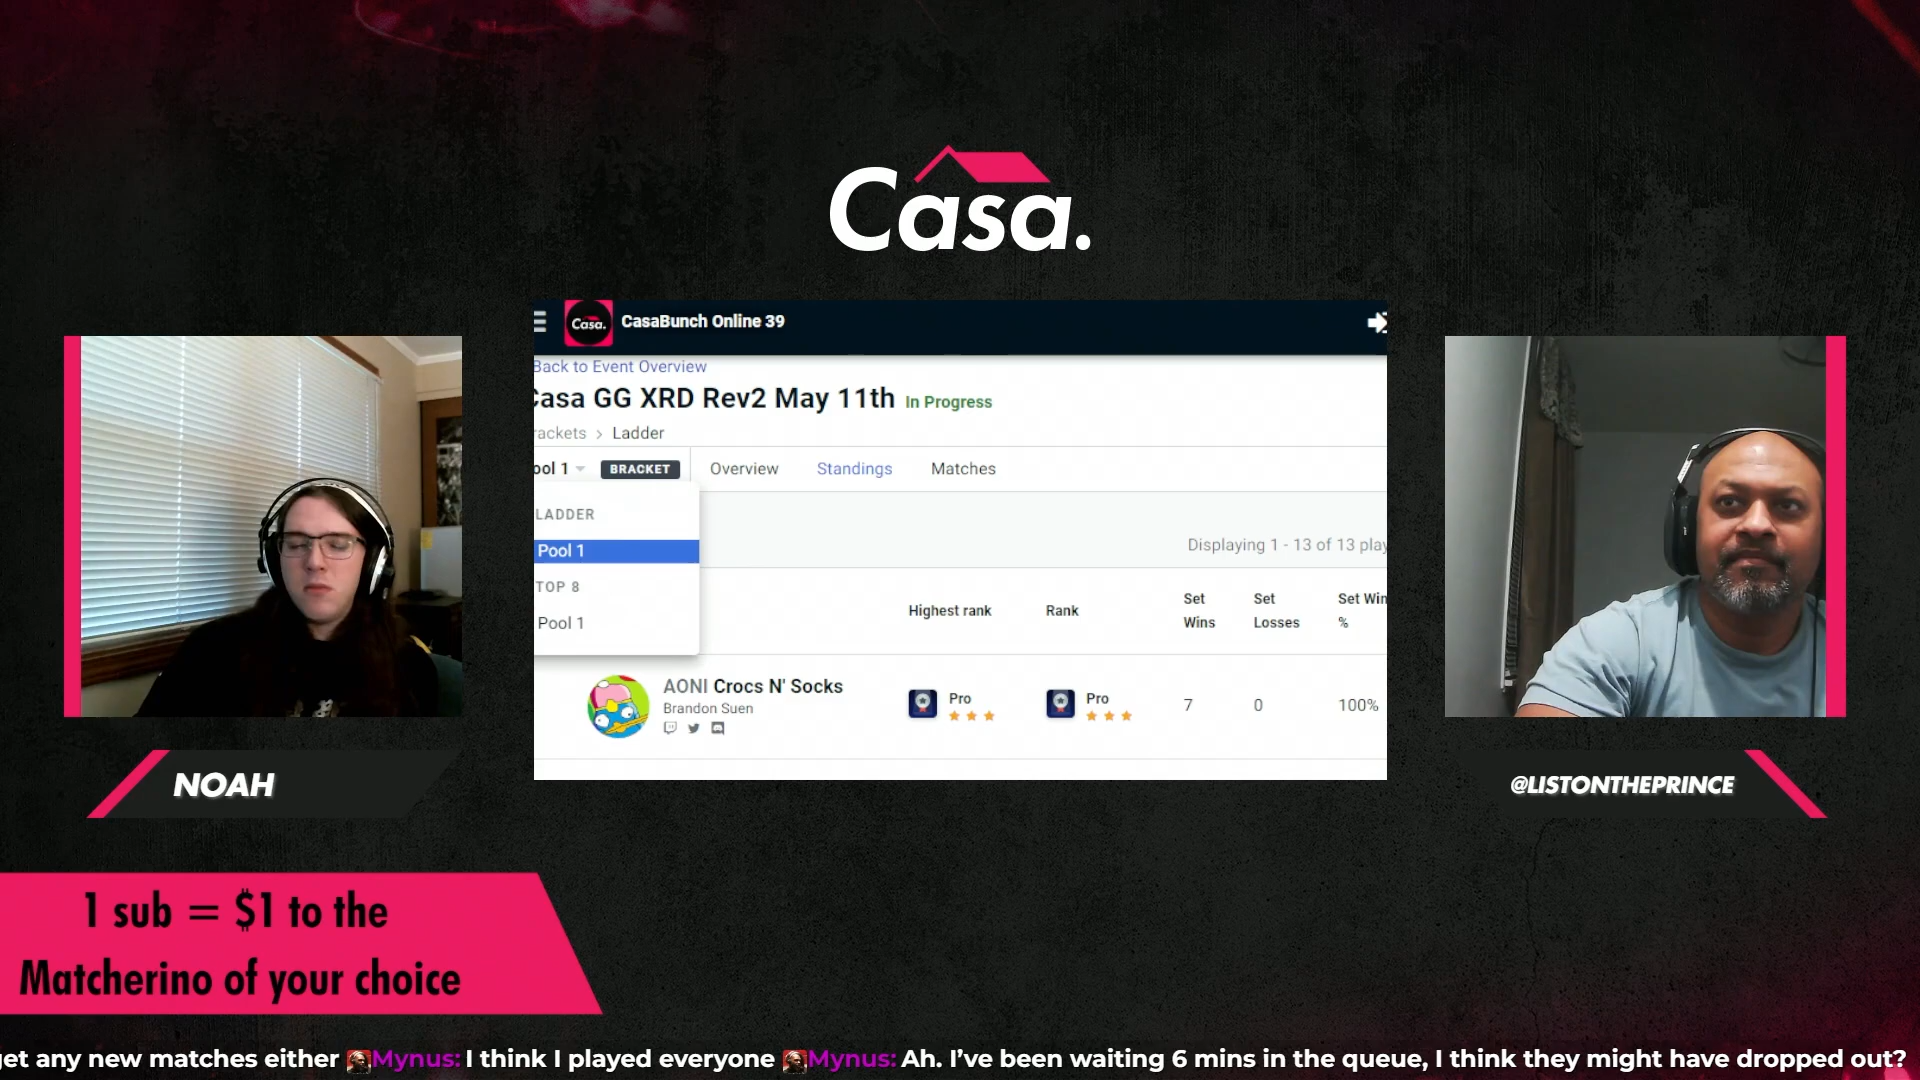 Casa.
Casa.
CasaBunch Online 39
Back to Event Overview
Casa GG XRD Rev2 May 11th In Progress
rackets > Ladder
ool 1 BRACKET Overview Standings Matches
LADDER
Pool 1
TOP 8
Pool 1
Displaying 1 - 13 of 13 play
Highest rank
Rank
Set Wins
Set Losses
Set Win %
AONI Crocs N' Socks
Brandon Suen
Pro
Pro
7
0
100%
NOAH
@LISTONTHEPRINCE
1 sub = $1 to the
Matcherino of your choice
get any new matches either Mynus: I think I played everyone Mynus: Ah. I've been waiting 6 mins in the queue, I think they might have dropped out?